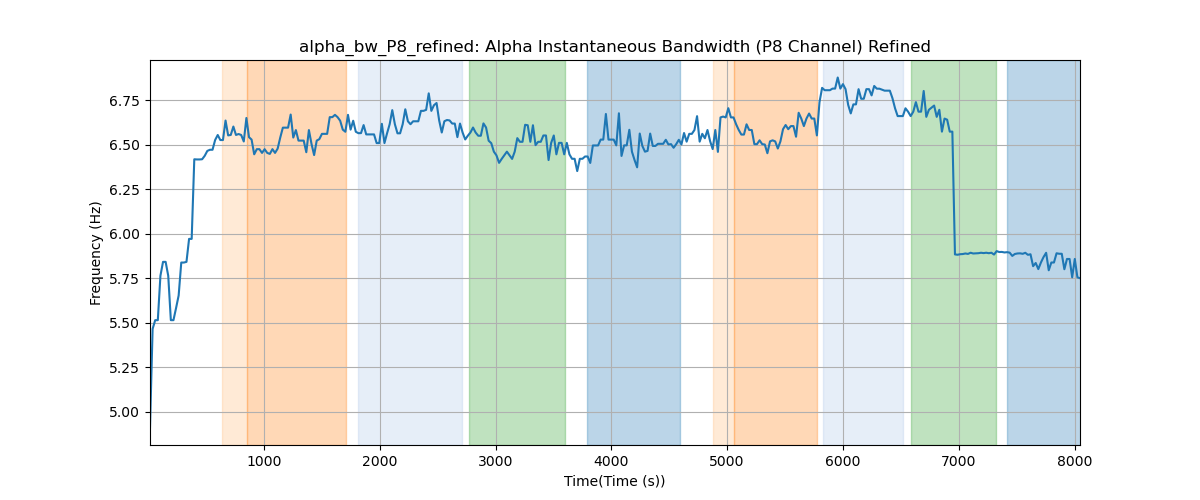 alpha_bw_P8_refined: Alpha Instantaneous Bandwidth (P8 Channel) Refined
Frequency (Hz)
6.75
6.50
6.25
6.00
5.75
5.50
5.25
5.00
1000 2000 3000 4000 5000 6000 7000 8000
Time(Time (s))